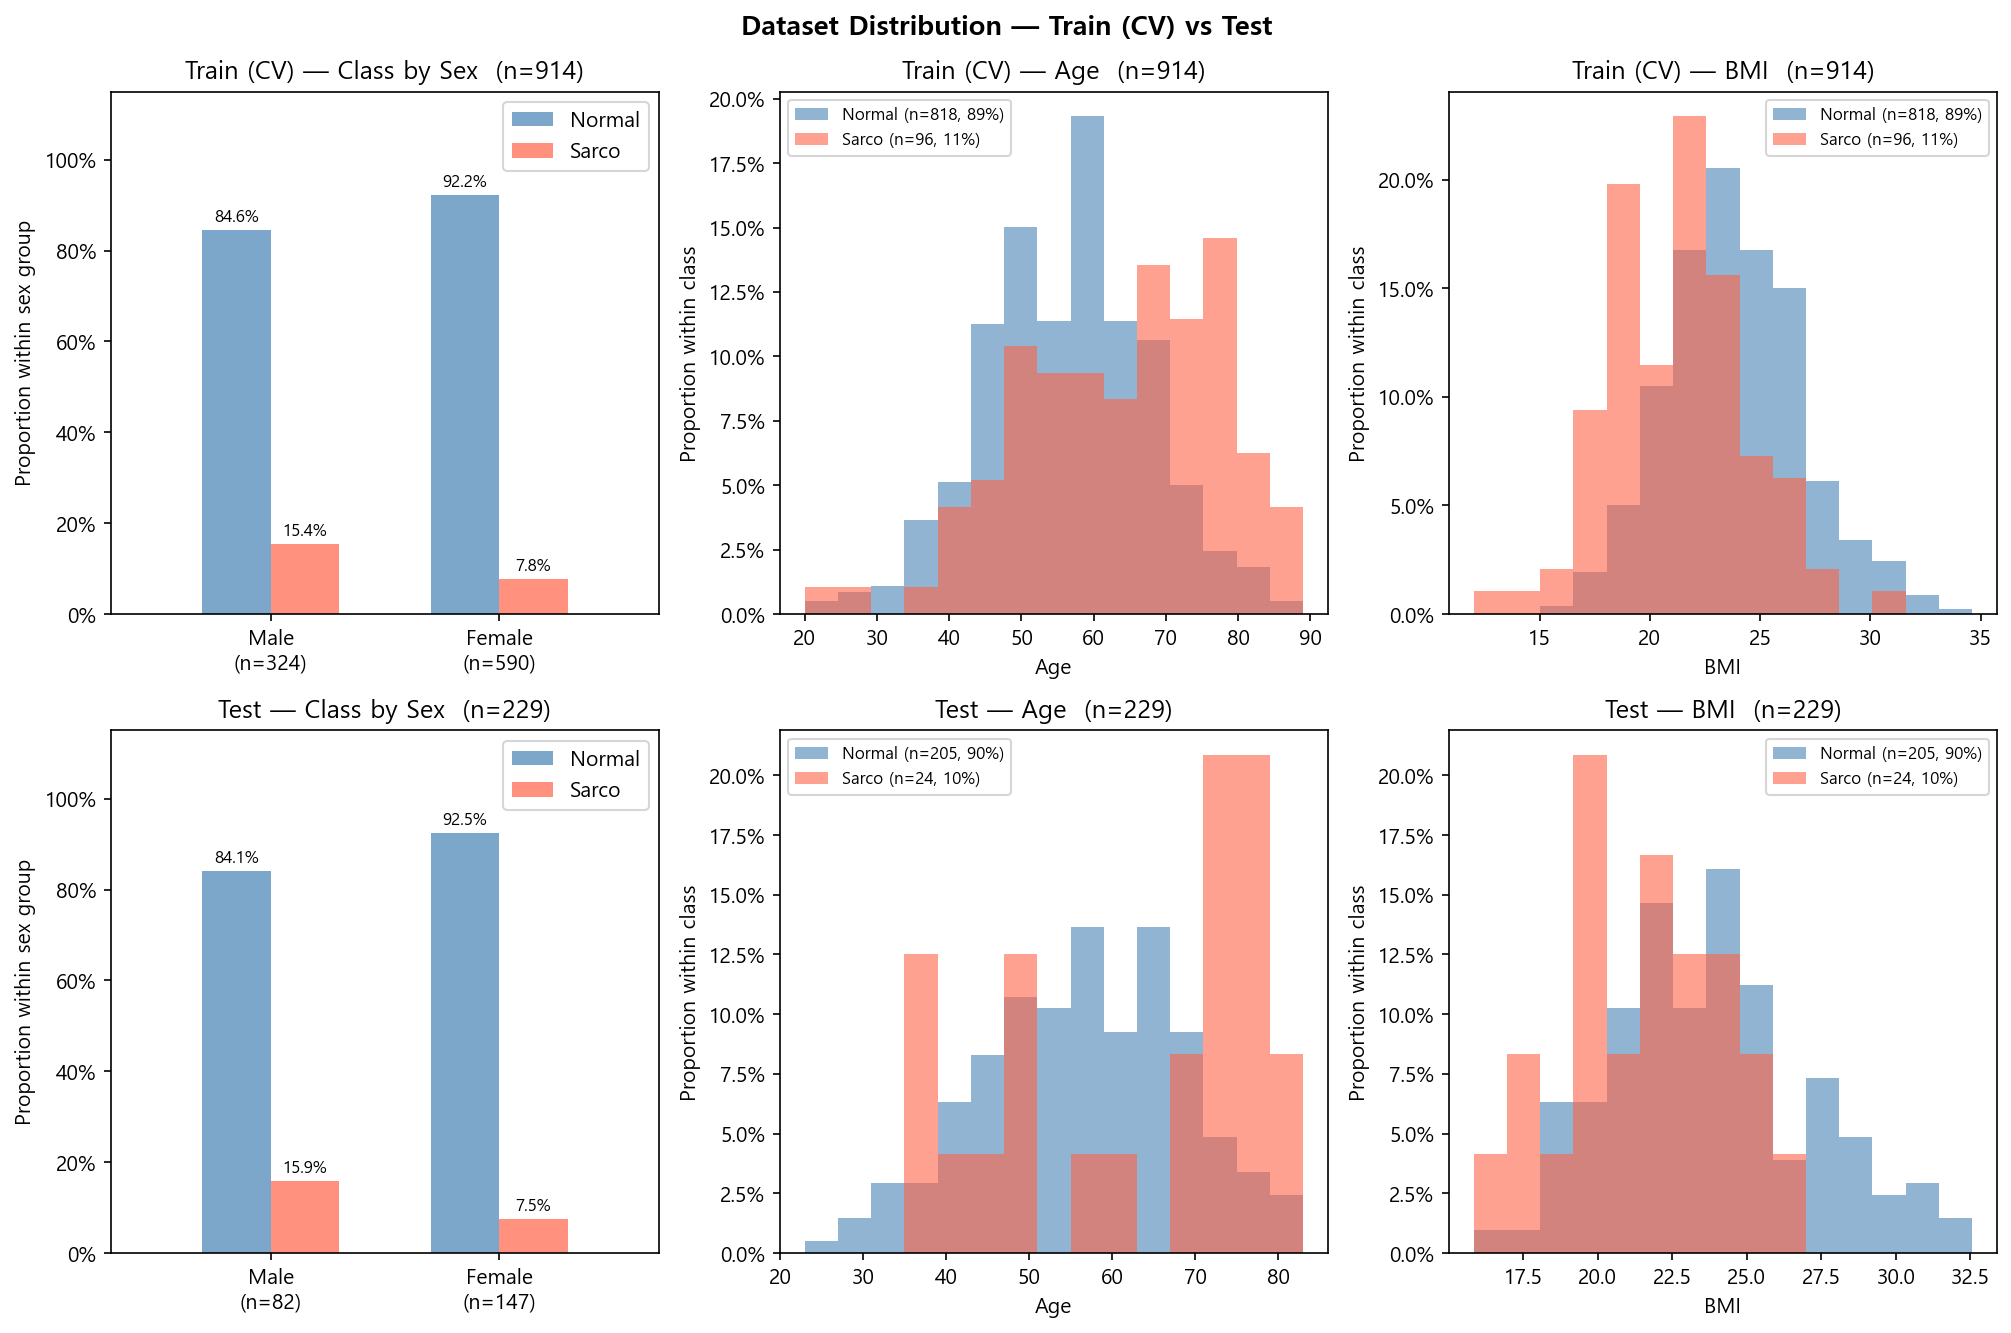 Dataset Distribution — Train (CV) vs Test
Train (CV) — Class by Sex (n=914)
Proportion within sex group
100%
80%
60%
40%
20%
0%
Normal
Sarco
84.6%
15.4%
92.2%
7.8%
Male
(n=324)
Female
(n=590)
Train (CV) — Age (n=914)
Proportion within class
20.0%
17.5%
15.0%
12.5%
10.0%
7.5%
5.0%
2.5%
0.0%
Normal (n=818, 89%)
Sarco (n=96, 11%)
20 30 40 50 60 70 80 90
Age
Train (CV) — BMI (n=914)
Proportion within class
20.0%
15.0%
10.0%
5.0%
0.0%
Normal (n=818, 89%)
Sarco (n=96, 11%)
15 20 25 30 35
BMI
Test — Class by Sex (n=229)
Proportion within sex group
100%
80%
60%
40%
20%
0%
Normal
Sarco
84.1%
15.9%
92.5%
7.5%
Male
(n=82)
Female
(n=147)
Test — Age (n=229)
Proportion within class
20.0%
17.5%
15.0%
12.5%
10.0%
7.5%
5.0%
2.5%
0.0%
Normal (n=205, 90%)
Sarco (n=24, 10%)
20 30 40 50 60 70 80
Age
Test — BMI (n=229)
Proportion within class
20.0%
17.5%
15.0%
12.5%
10.0%
7.5%
5.0%
2.5%
0.0%
Normal (n=205, 90%)
Sarco (n=24, 10%)
17.5 20.0 22.5 25.0 27.5 30.0 32.5
BMI